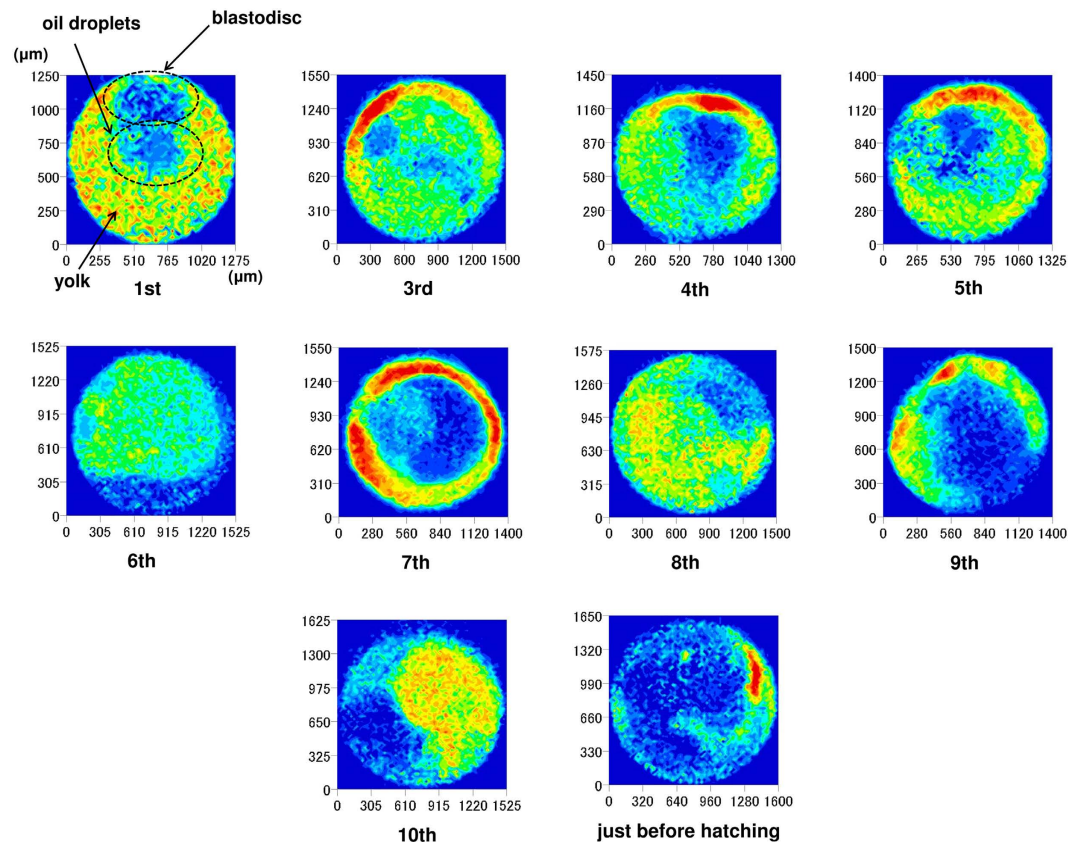 oil droplets
blastodisc
(µm)
1250
1000
750
500
250
0
0 255 510 765 1020 1275
(µm)
yolk
1st
1550
1240
930
620
310
0
0 300 600 900 1200 1500
3rd
1450
1160
870
580
290
0
0 260 520 780 1040 1300
4th
1400
1120
840
560
280
0
0 265 530 795 1060 1325
5th
1525
1220
915
610
305
0
0 305 610 915 1220 1525
6th
1550
1240
930
620
310
0
0 280 560 840 1120 1400
7th
1575
1260
945
630
315
0
0 300 600 900 1200 1500
8th
1500
1200
900
600
300
0
0 280 560 840 1120 1400
9th
1625
1300
975
650
325
0
0 305 610 915 1220 1525
10th
1650
1320
990
660
330
0
0 320 640 960 1280 1600
just before hatching